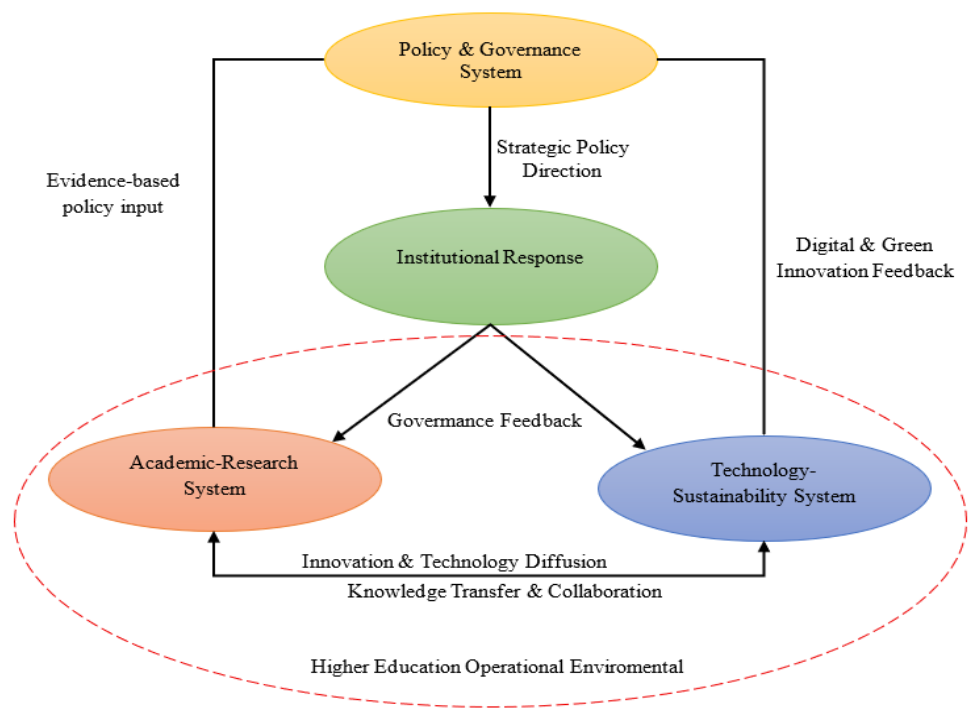 Policy & Governance
System
Strategic Policy
Direction
Evidence-based
policy input
Institutional Response
Digital & Green
Innovation Feedback
Governance Feedback
Academic-Research
System
Technology-
Sustainability System
Innovation & Technology Diffusion
Knowledge Transfer & Collaboration
Higher Education Operational Enviromental